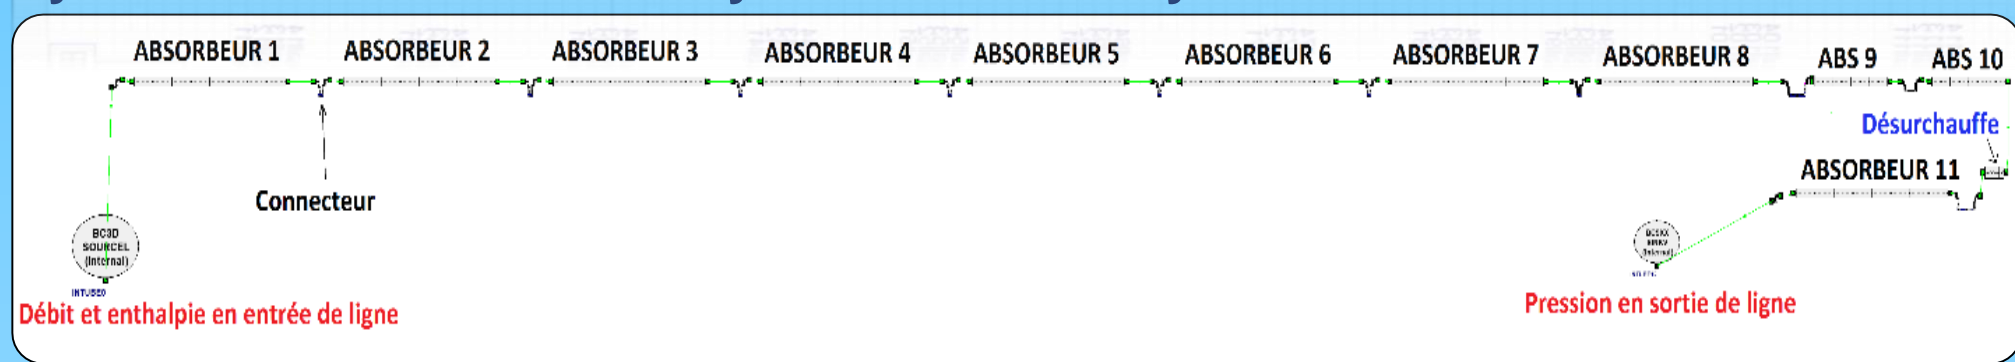 ABSORBEUR 1 ABSORBEUR 2 ABSORBEUR 3 ABSORBEUR 4 ABSORBEUR 5 ABSORBEUR 6 ABSORBEUR 7 ABSORBEUR 8 ABS 9 ABS 10
Désurchauffe
ABSORBEUR 11
Connecteur
BC3D
SOURCEL
(Internal)
INTUSEO
Débit et enthalpie en entrée de ligne
(Internal)
Pression en sortie de ligne